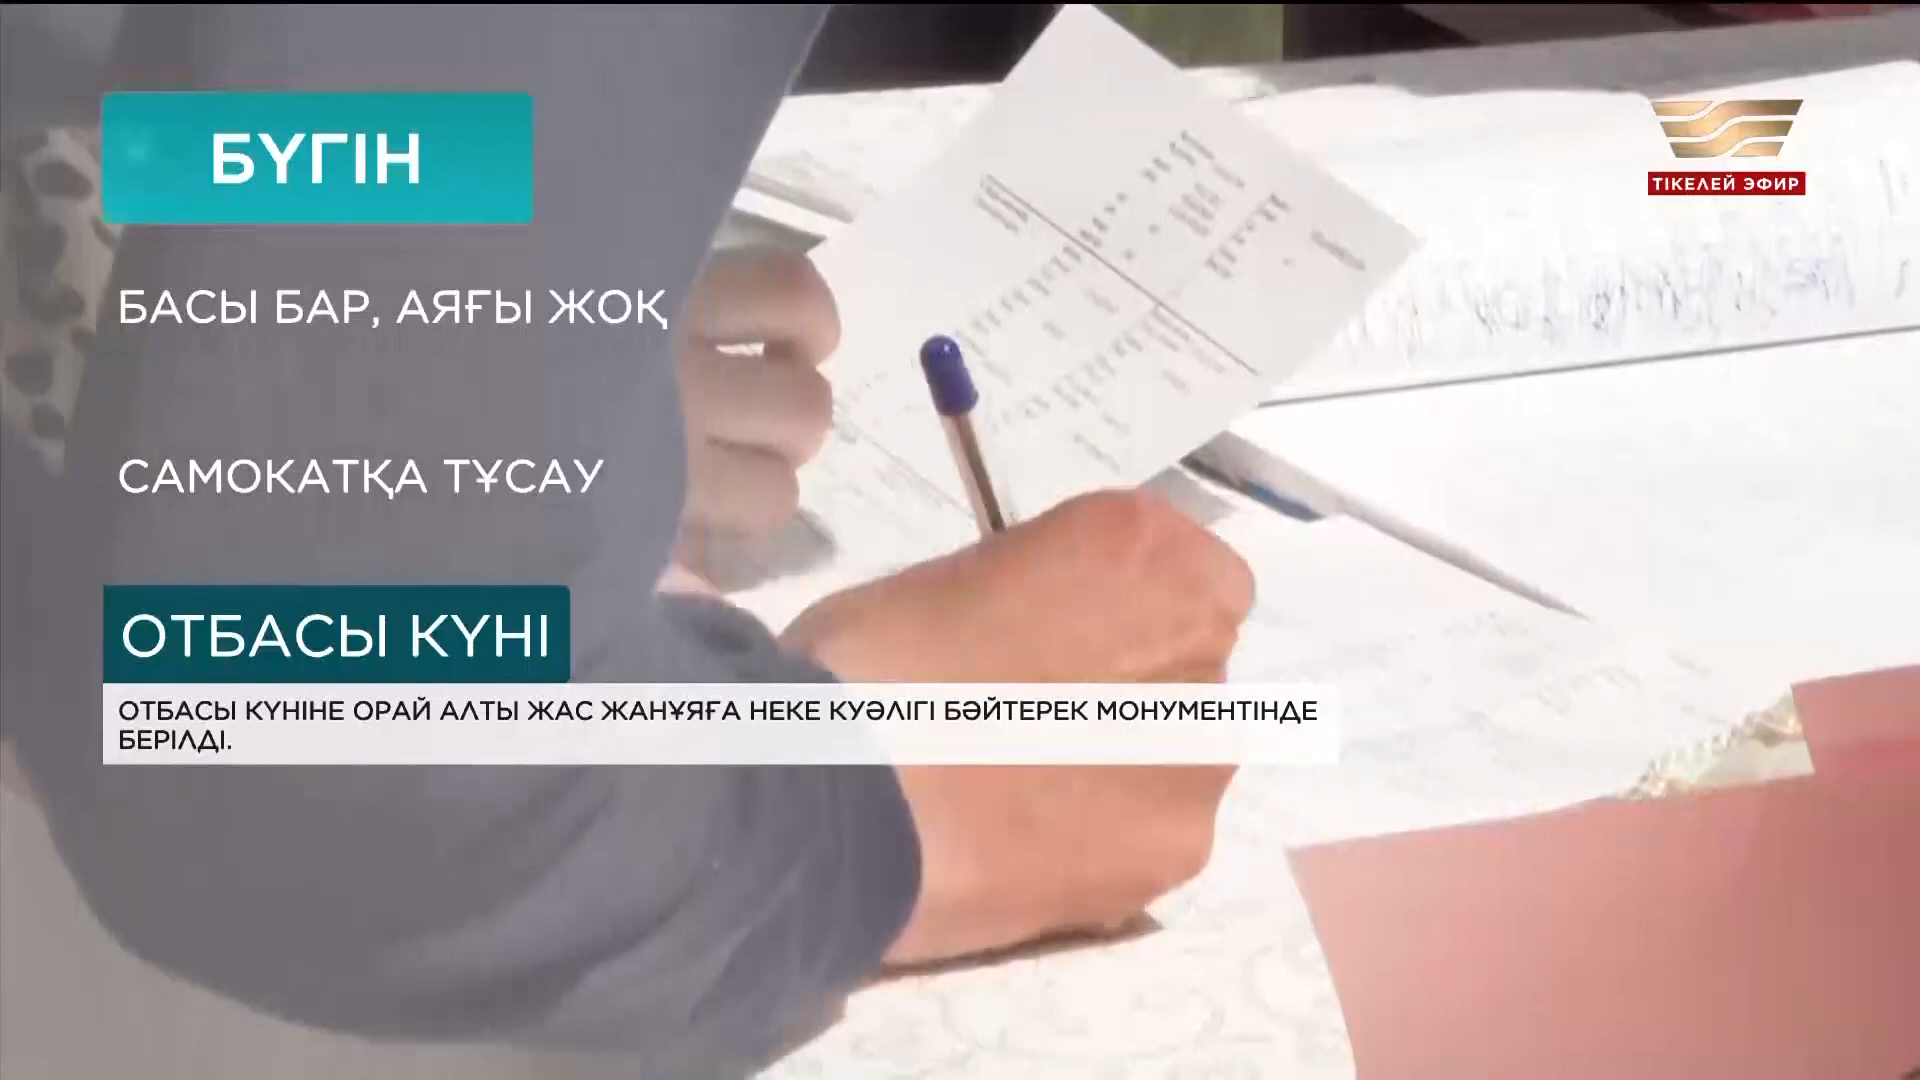 БҮГІН
ТІКЕЛЕЙ ЭФИР
БАСЫ БАР, АЯҒЫ ЖОҚ
САМОКАТҚА ТҰСАУ
ОТБАСЫ КҮНІ
ОТБАСЫ КҮНІНЕ ОРАЙ АЛТЫ ЖАС ЖАНҰЯҒА НЕКЕ КУӘЛІГІ БӘЙТЕРЕК МОНУМЕНТІНДЕ
БЕРІЛДІ.